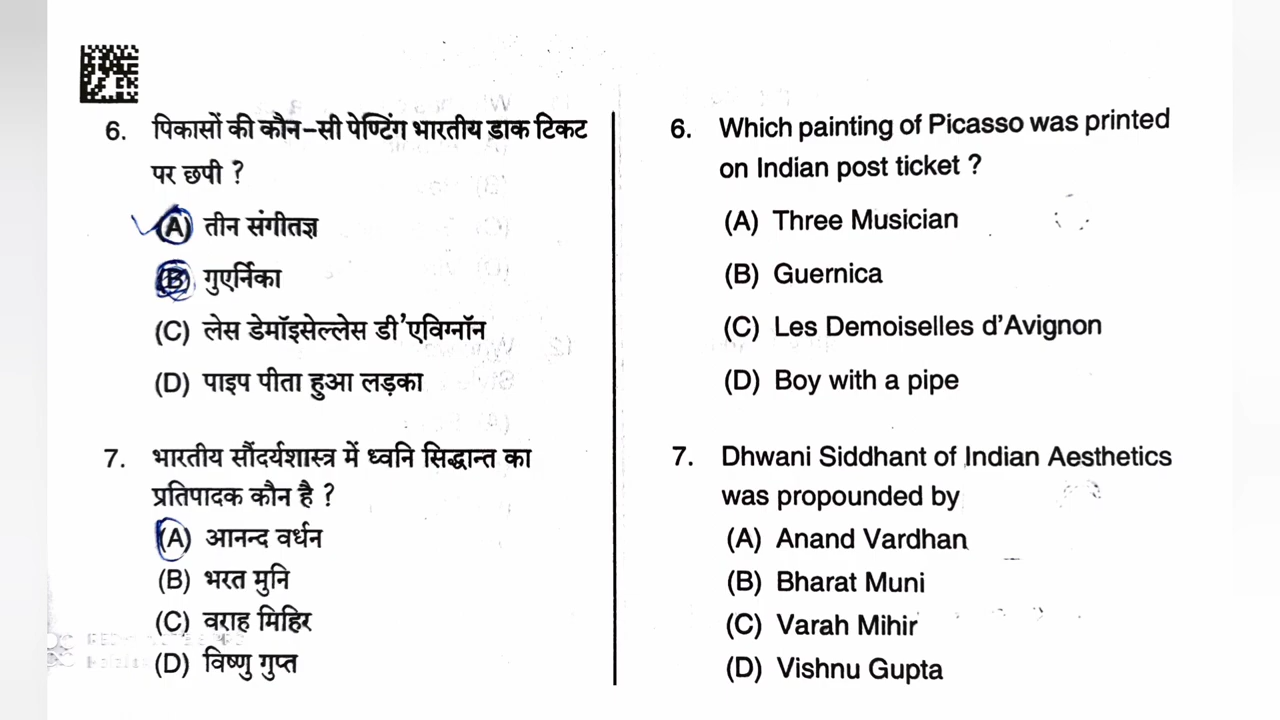 6. पिकासों की कौन-सी पेण्टिंग भारतीय डाक टिकट
पर छपी ?
(A) तीन संगीतज्ञ
(B) गुएर्निका
(C) लेस डेमॉइसेल्लेस डी'एविग्नॉन
(D) पाइप पीता हुआ लड़का
7. भारतीय सौंदर्यशास्त्र में ध्वनि सिद्धान्त का
प्रतिपादक कौन है ?
(A) आनन्द वर्धन
(B) भरत मुनि
(C) वराह मिहिर
(D) विष्णु गुप्त
6. Which painting of Picasso was printed
on Indian post ticket ?
(A) Three Musician
(B) Guernica
(C) Les Demoiselles d'Avignon
(D) Boy with a pipe
7. Dhwani Siddhant of Indian Aesthetics
was propounded by
(A) Anand Vardhan
(B) Bharat Muni
(C) Varah Mihir
(D) Vishnu Gupta